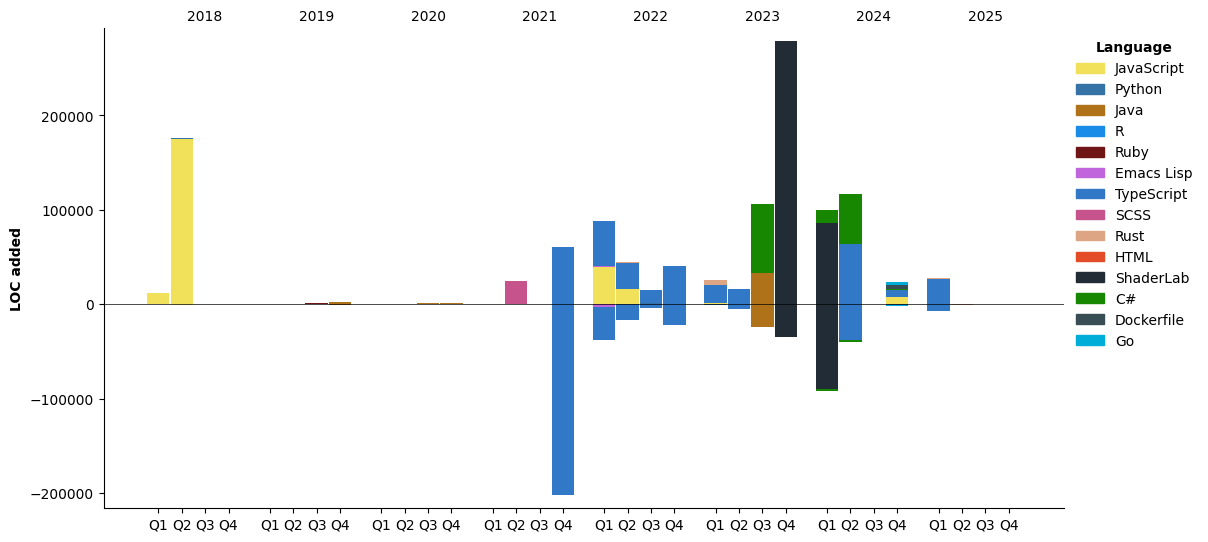 2018 2019 2020 2021 2022 2023 2024 2025
LOC added
200000
100000
0
−100000
−200000
Q1 Q2 Q3 Q4 Q1 Q2 Q3 Q4 Q1 Q2 Q3 Q4 Q1 Q2 Q3 Q4 Q1 Q2 Q3 Q4 Q1 Q2 Q3 Q4 Q1 Q2 Q3 Q4 Q1 Q2 Q3 Q4
Language
JavaScript
Python
Java
R
Ruby
Emacs Lisp
TypeScript
SCSS
Rust
HTML
ShaderLab
C#
Dockerfile
Go